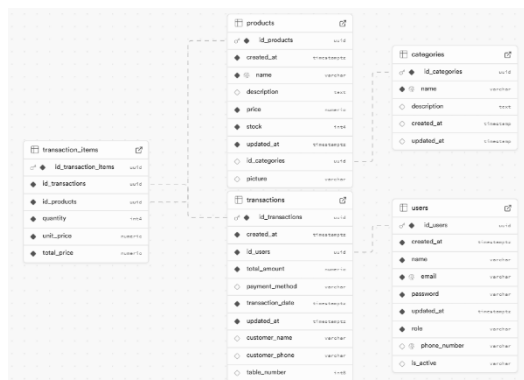 products
id_products uuid
created_at timestamptz
name varchar
description text
price numeric
stock int4
updated_at timestamptz
id_categories uuid
picture varchar
categories
id_categories uuid
name varchar
description text
created_at timestamp
updated_at timestamp
transaction_items
id_transaction_items uuid
id_transactions uuid
id_products uuid
quantity int4
unit_price numeric
total_price numeric
transactions
id_transactions uuid
created_at timestamptz
id_users uuid
total_amount numeric
payment_method varchar
transaction_date timestamptz
updated_at timestamptz
customer_name varchar
customer_phone varchar
table_number int4
users
id_users uuid
created_at timestamptz
name varchar
email varchar
password varchar
updated_at timestamptz
role varchar
phone_number varchar
is_active varchar